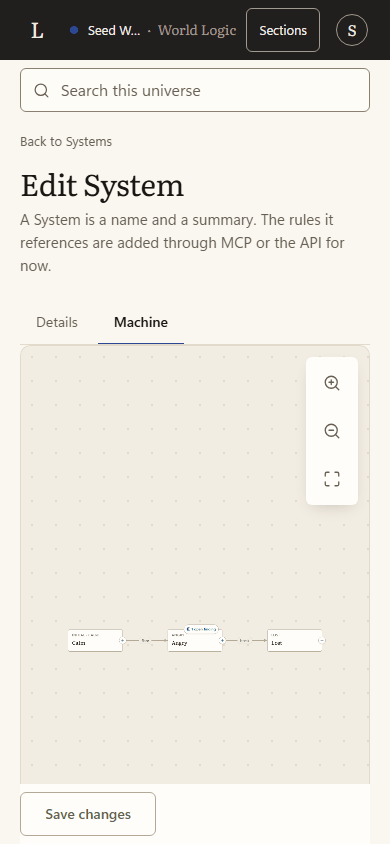 L
Seed W... · World Logic
Sections
S
Search this universe
Back to Systems
Edit System
A System is a name and a summary. The rules it
references are added through MCP or the API for
now.
Details
Machine
Calm
Angry
Lost
Save changes